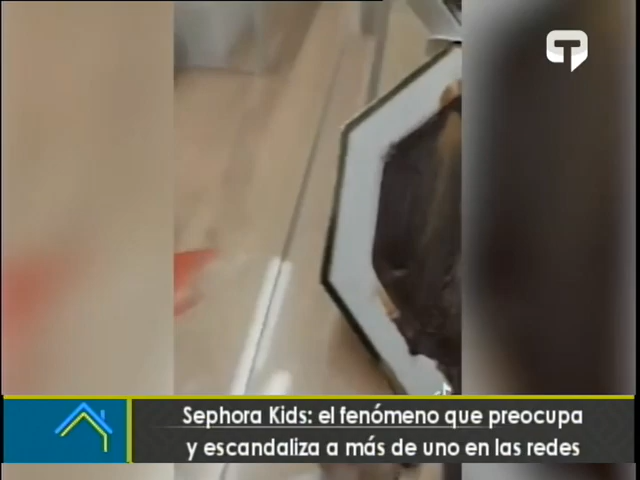 Sephora Kids: el fenómeno que preocupa
y escandaliza a más de uno en las redes